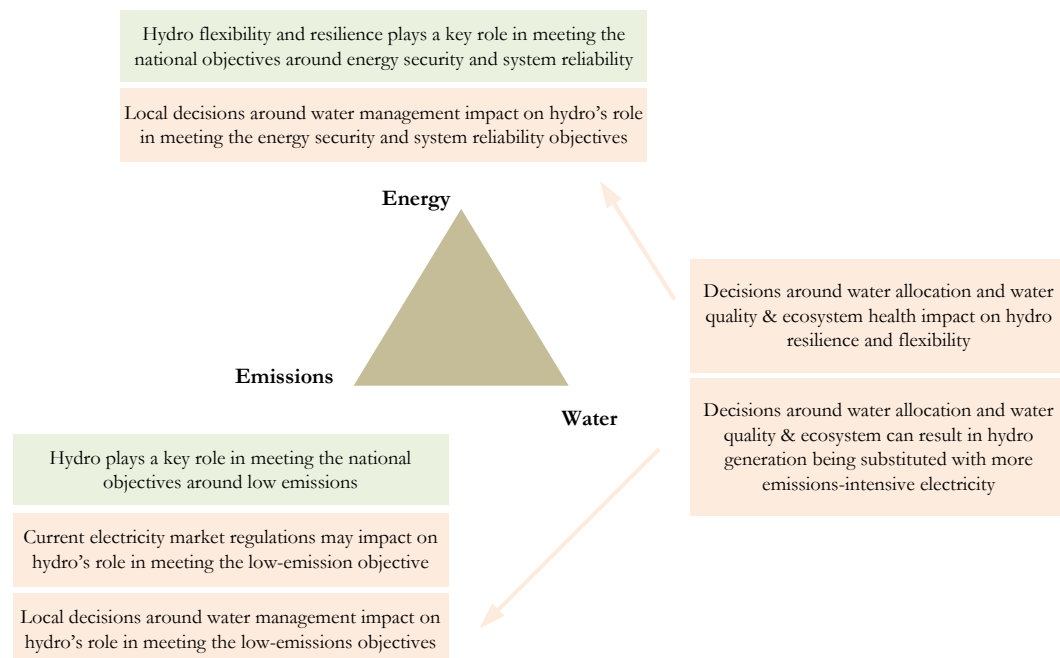 Hydro flexibility and resilience plays a key role in meeting the
national objectives around energy security and system reliability
Local decisions around water management impact on hydro’s role
in meeting the energy security and system reliability objectives
Energy
Decisions around water allocation and water
quality & ecosystem health impact on hydro
resilience and flexibility
Emissions
Decisions around water allocation and water
quality & ecosystem can result in hydro
generation being substituted with more
emissions-intensive electricity
Water
Hydro plays a key role in meeting the national
objectives around low emissions
Current electricity market regulations may impact on
hydro’s role in meeting the low-emission objective
Local decisions around water management impact on
hydro’s role in meeting the low-emissions objectives